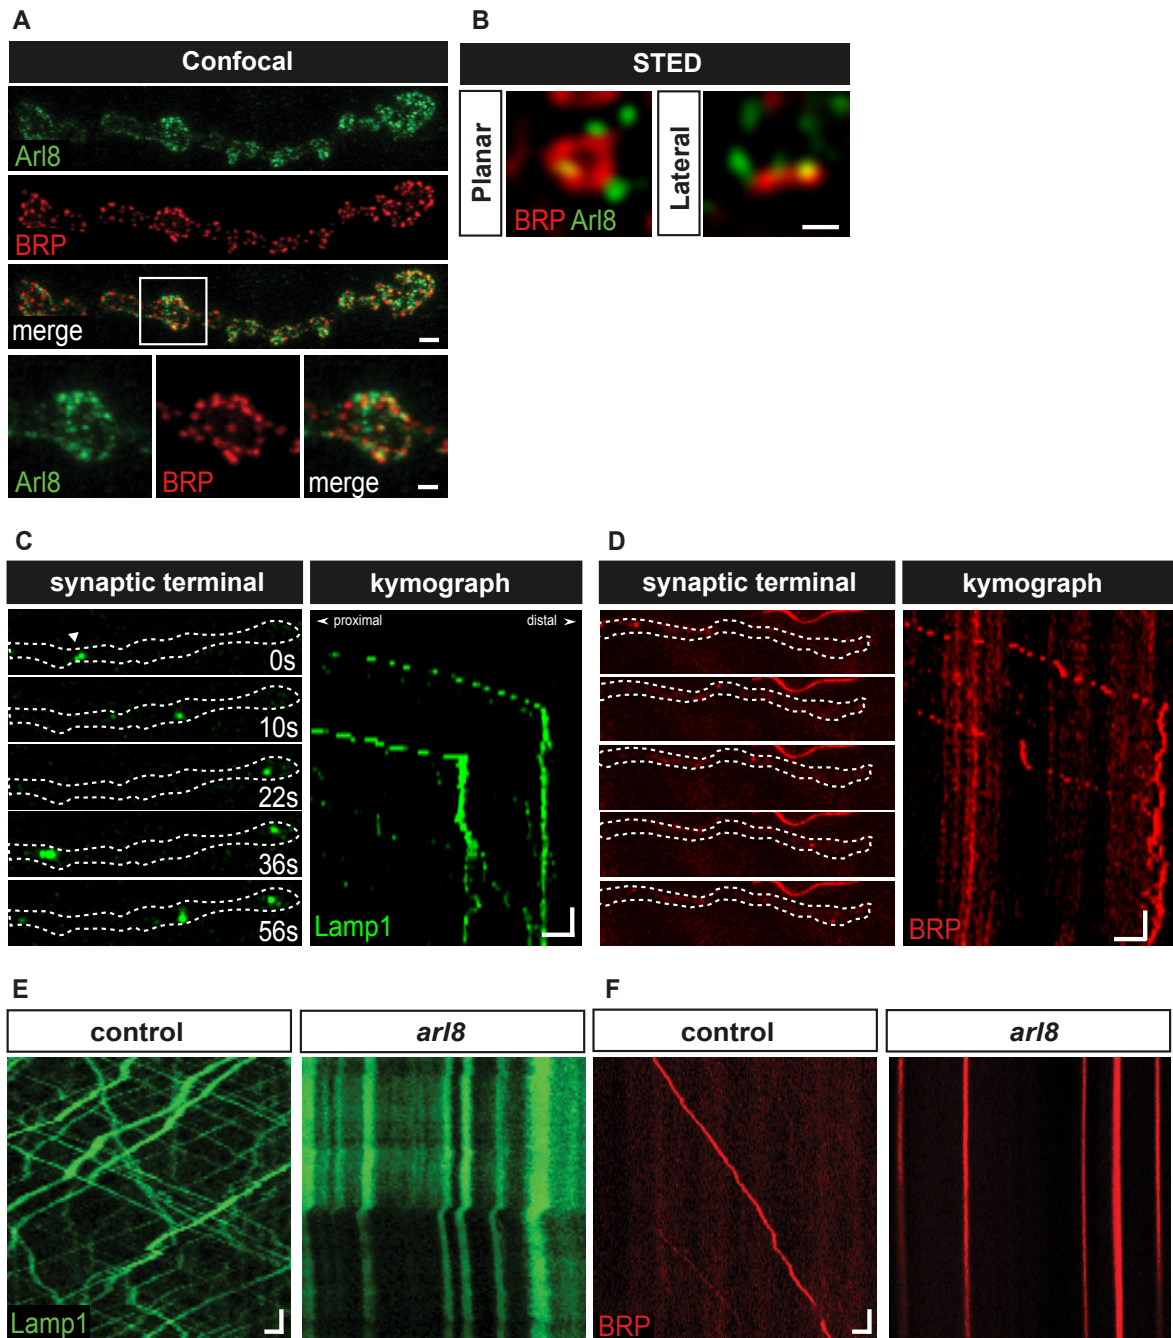 A
Confocal
Arl8
BRP
merge
Arl8
BRP
merge
B
STED
Planar
BRP Arl8
Lateral
C
synaptic terminal
kymograph
0s
10s
22s
36s
56s
proximal
distal
Lamp1
D
synaptic terminal
kymograph
BRP
E
control
arl8
Lamp1
F
control
arl8
BRP